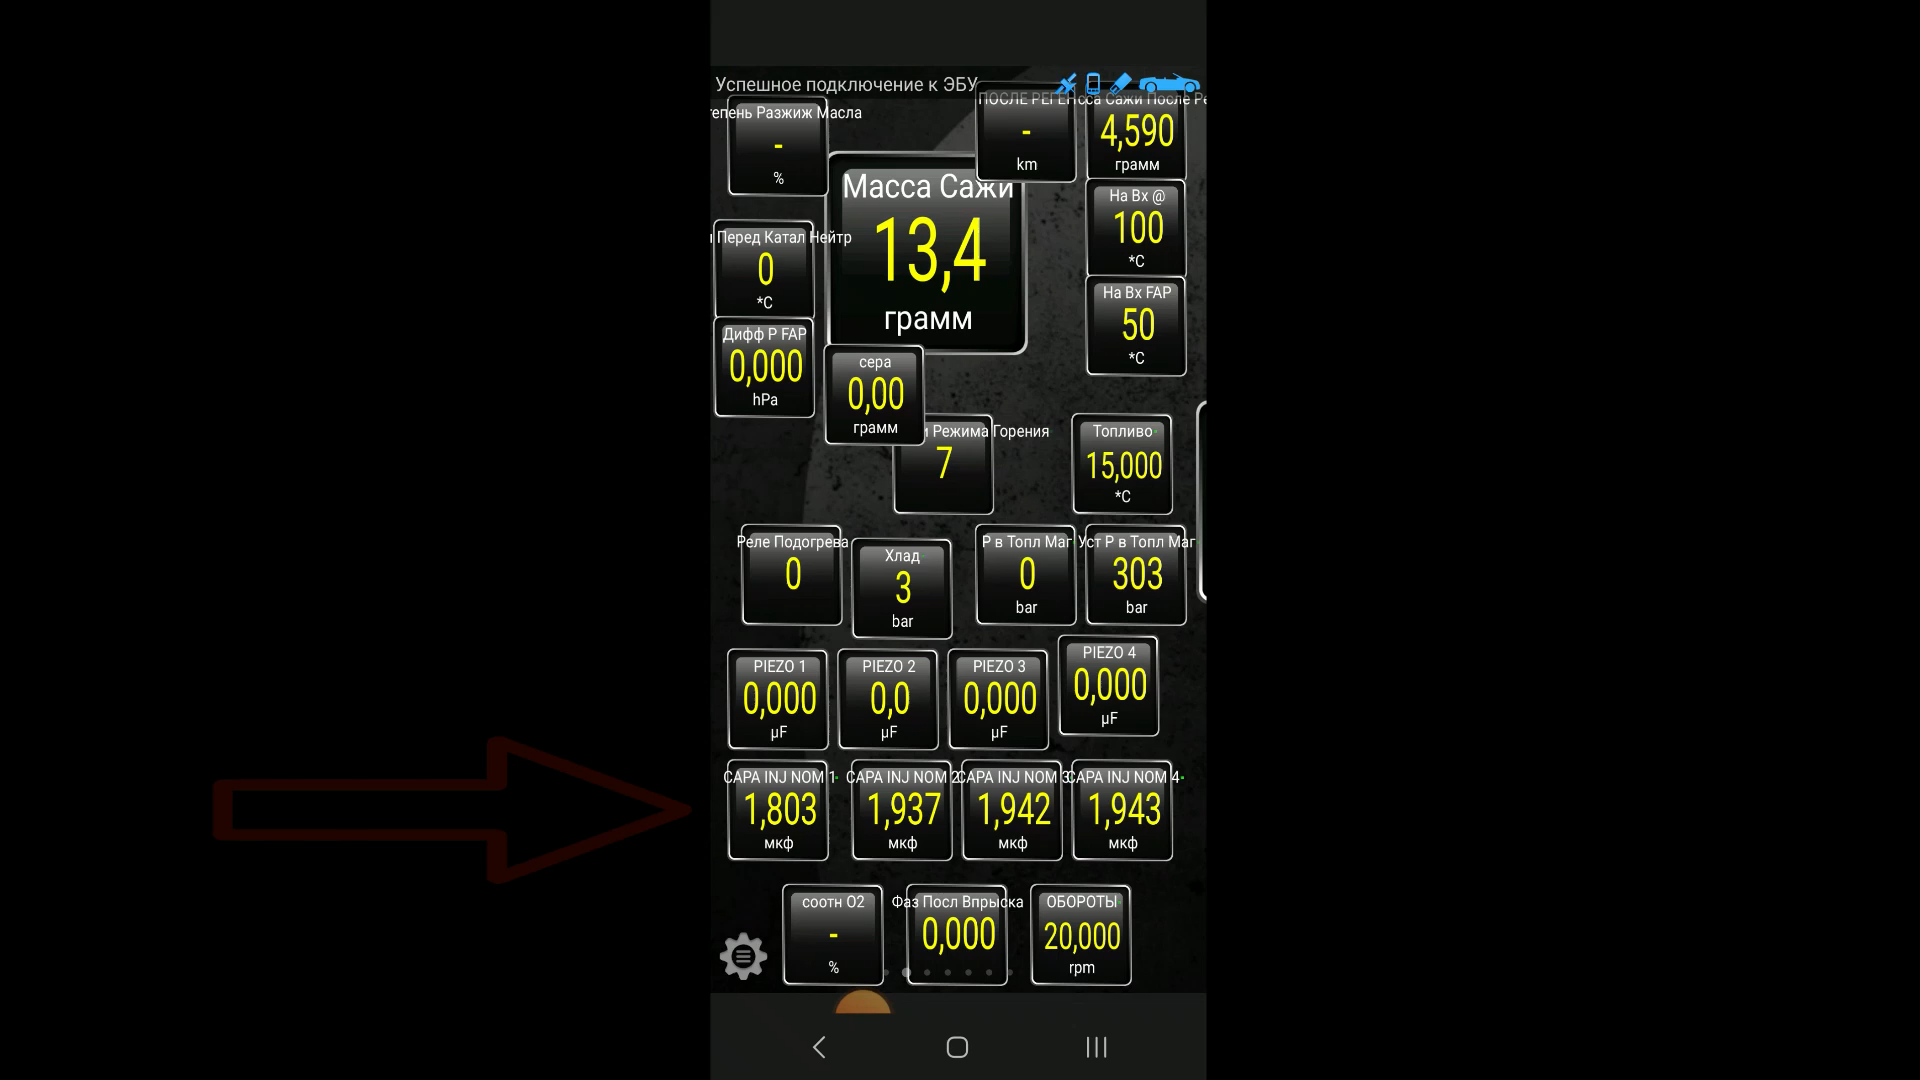 Успешное подключение к ЭБУ
Разжиж Масла
-
%
ПОСЛЕ
-
km
Сажи После
4,590
грамм
Масса Сажи
13,4
грамм
На Вх @
100
*C
Перед Катал Нейтр
0
*C
На Вх FAP
50
*C
Дифф P FAP
0,000
hPa
сера
0,00
грамм
Режима Горения
7
Топливо
15,000
*C
Реле Подогрева
0
Хлад
3
bar
P в Топл Маг
0
bar
Уст P в Топл Маг
303
bar
PIEZO 1
0,000
µF
PIEZO 2
0,0
µF
PIEZO 3
0,000
µF
PIEZO 4
0,000
µF
CAPA INJ NOM 1
1,803
мкф
CAPA INJ NOM 2
1,937
мкф
CAPA INJ NOM 3
1,942
мкф
CAPA INJ NOM 4
1,943
мкф
соотн О2
-
%
Фаз Посл Впрыска
0,000
ОБОРОТЫ
20,000
rpm